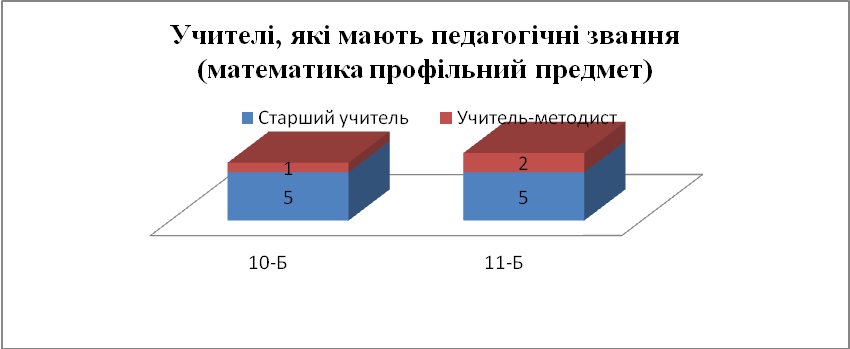 Учителі, які мають педагогічні звання
(математика профільний предмет)
Старший учитель Учитель-методист
1 2
5 5
10-Б 11-Б